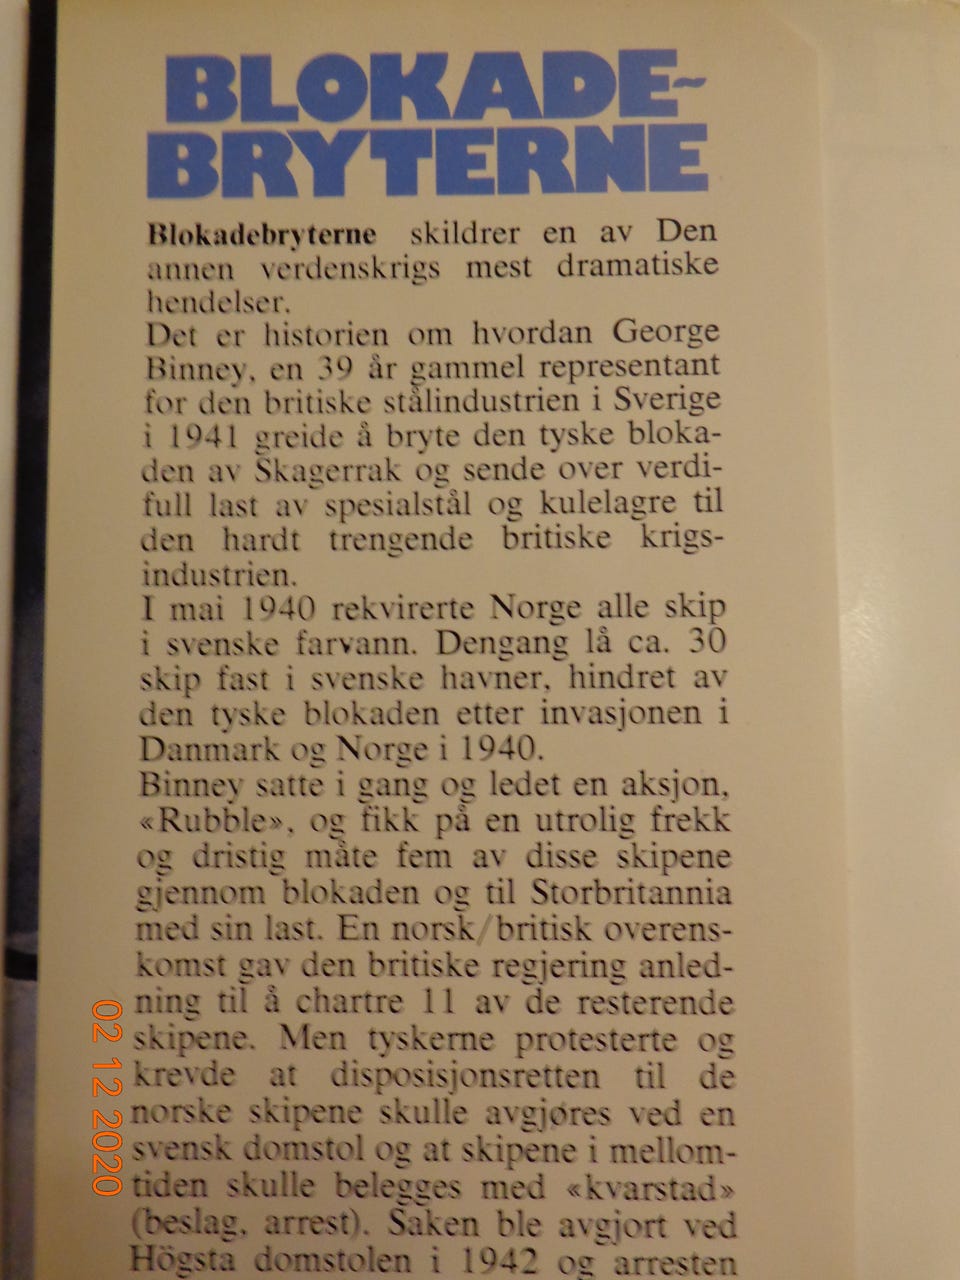 BLOKADE-
BRYTERNE
Blokadebryterne skildrer en av Den
annen verdenskrigs mest dramatiske
hendelser.
Det er historien om hvordan George
Binney, en 39 år gammel representant
for den britiske stålindustrien i Sverige
i 1941 greide å bryte den tyske bloka-
den av Skagerrak og sende over verdi-
full last av spesialstål og kulelagre til
den hardt trengende britiske krigs-
industrien.
I mai 1940 rekvirerte Norge alle skip
i svenske farvann. Dengang lå ca. 30
skip fast i svenske havner, hindret av
den tyske blokaden etter invasjonen i
Danmark og Norge i 1940.
Binney satte i gang og ledet en aksjon,
«Rubble», og fikk på en utrolig frekk
og dristig måte fem av disse skipene
gjennom blokaden og til Storbritannia
med sin last. En norsk/britisk overens-
komst gav den britiske regjering anled-
ning til å chartre 11 av de resterende
skipene. Men tyskerne protesterte og
krevde at disposisjonsretten til de
norske skipene skulle avgjøres ved en
svensk domstol og at skipene i mellom-
tiden skulle belegges med «kvarstad»
(beslag, arrest). Saken ble avgjort ved
Högsta domstolen i 1942 og arresten
02 12 2020